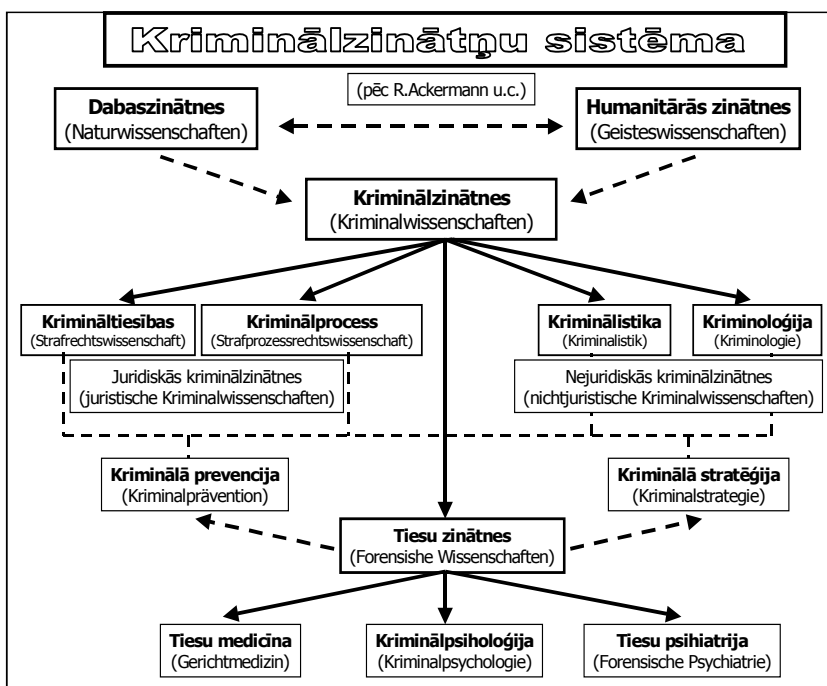 Kriminālzinātņu sistēma
(pēc R.Ackermann u.c.)
Dabaszinātnes
(Naturwissenschaften)
Humanitārās zinātnes
(Geisteswissenschaften)
Kriminālzinātnes
(Kriminalwissenschaften)
Krimināltiesības
(Strafrechtswissenschaft)
Kriminālprocess
(Strafprozessrechtswissenschaft)
Kriminālistika
(Kriminalistik)
Kriminoloģija
(Kriminologie)
Juridiskās kriminālzinātnes
(juristische Kriminalwissenschaften)
Nejuridiskās kriminālzinātnes
(nichtjuristische Kriminalwissenschaften)
Kriminālā prevencija
(Kriminalprävention)
Kriminālā stratēģija
(Kriminalstrategie)
Tiesu zinātnes
(Forensishe Wissenschaften)
Tiesu medicīna
(Gerichtmedizin)
Kriminālpsiholoģija
(Kriminalpsychologie)
Tiesu psihiatrija
(Forensische Psychiatrie)